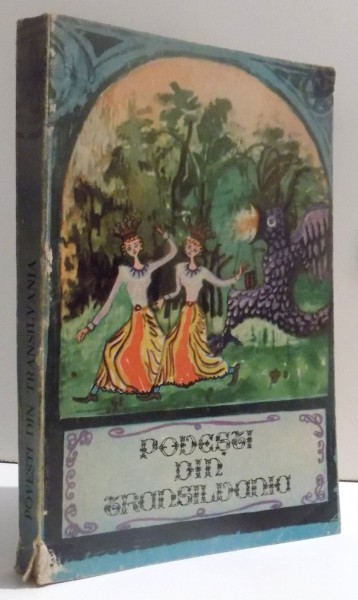 POVEȘTI
DIN
TRANSILVANIA
POVEȘTI DIN TRANSILVANIA